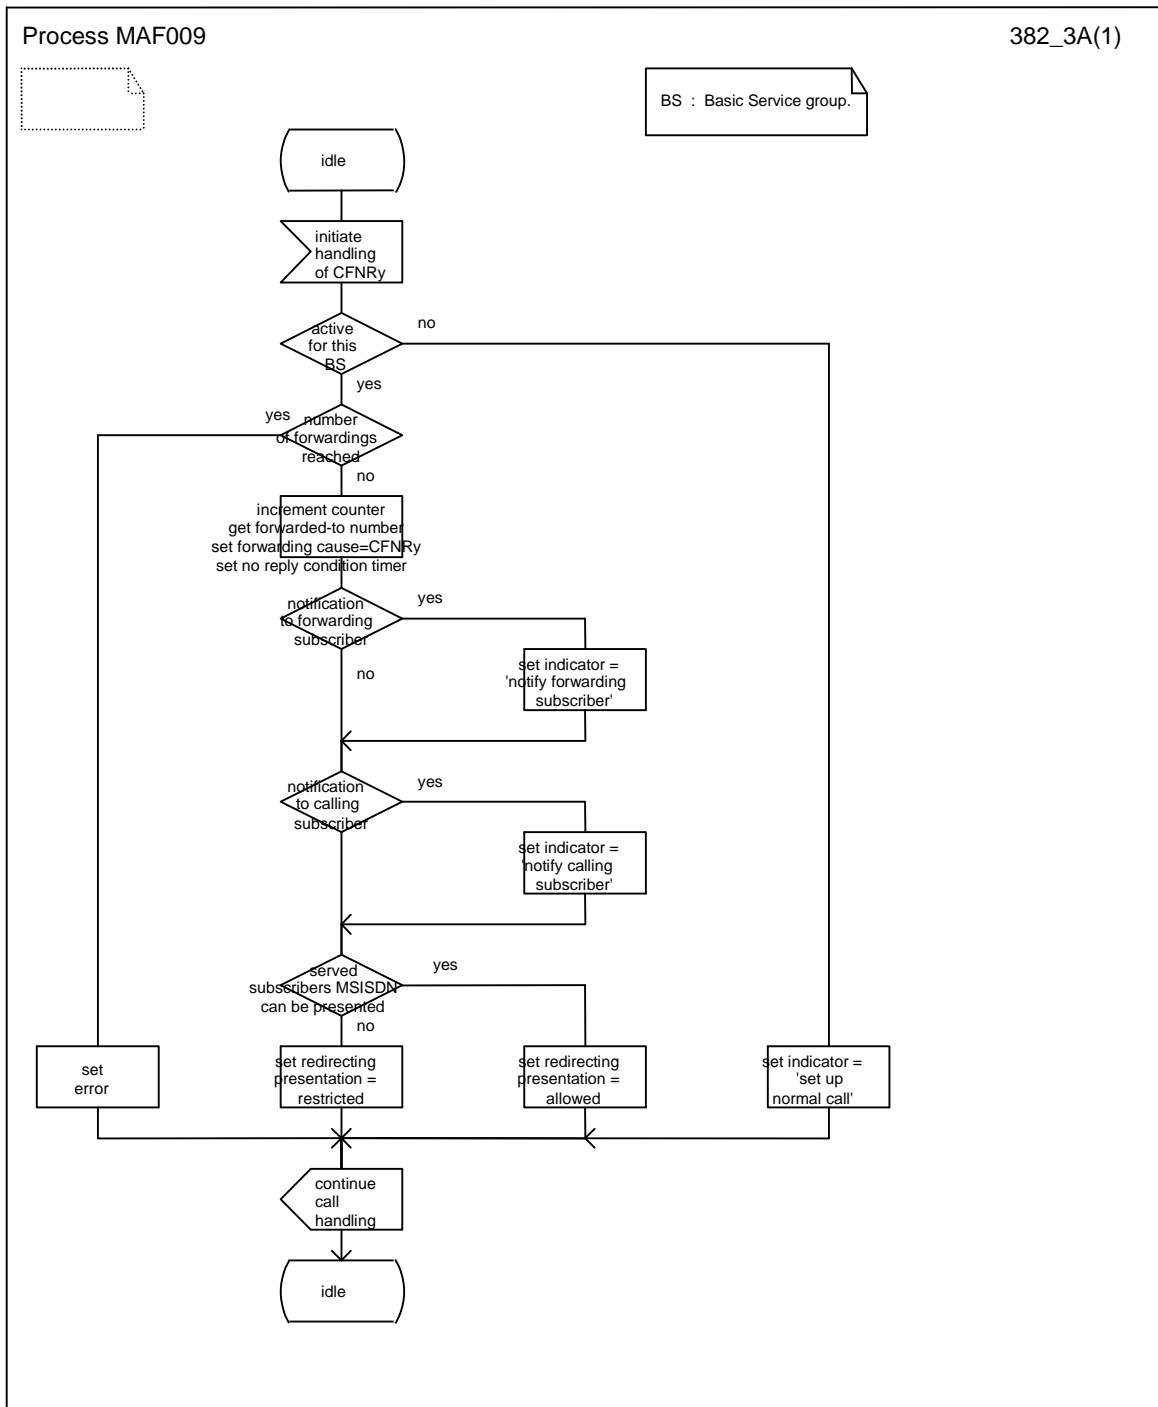 Process MAF009
382_3A(1)
BS : Basic Service group.
idle
initiate
handling
of CFNRy
active
for this
BS
no
yes
yes
number
of forwardings
reached
no
increment counter
get forwarded-to number
set forwarding cause=CFNRy
set no reply condition timer
notification
to forwarding
subscriber
yes
no
set indicator =
'notify forwarding
subscriber'
notification
to calling
subscriber
yes
set indicator =
'notify calling
subscriber'
served
subscribers MSISDN
can be presented
yes
no
set
error
set redirecting
presentation =
restricted
set redirecting
presentation =
allowed
set indicator =
'set up
normal call'
continue
call
handling
idle